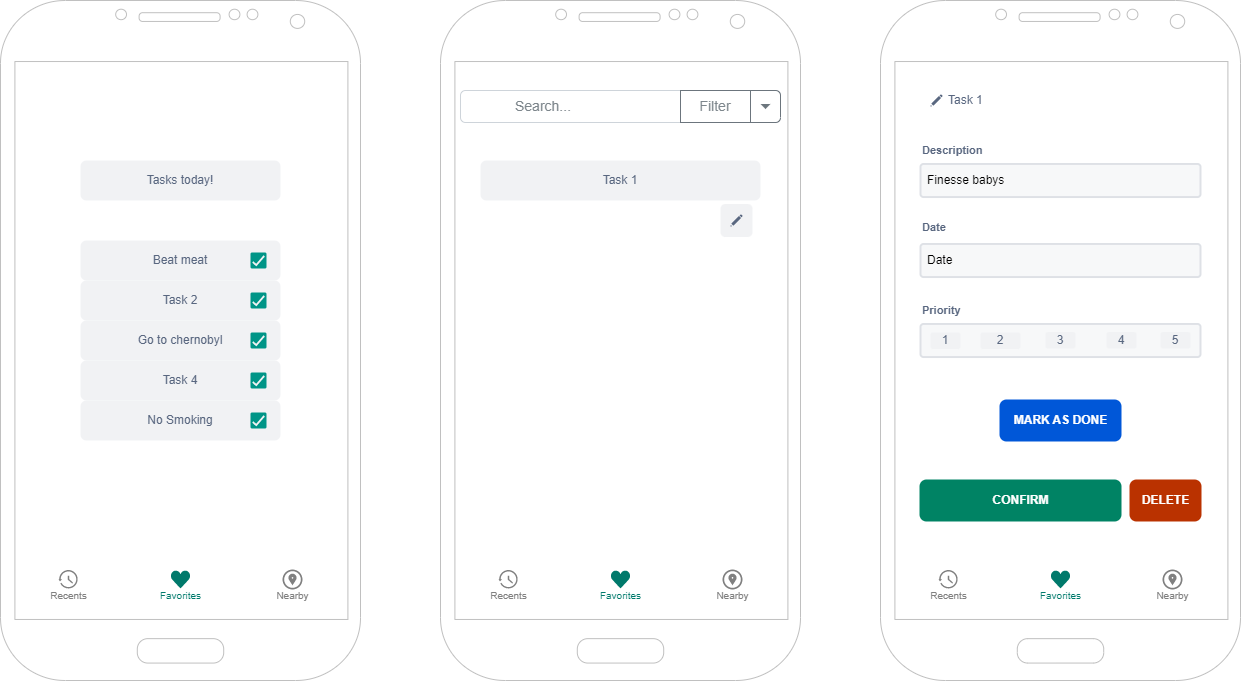 Tasks today!
Beat meat
Task 2
Go to chernobyl
Task 4
No Smoking
Recents Favorites Nearby
Search... Filter
Task 1
Recents Favorites Nearby
Task 1
Description
Finesse babys
Date
Date
Priority
1 2 3 4 5
MARK AS DONE
CONFIRM DELETE
Recents Favorites Nearby